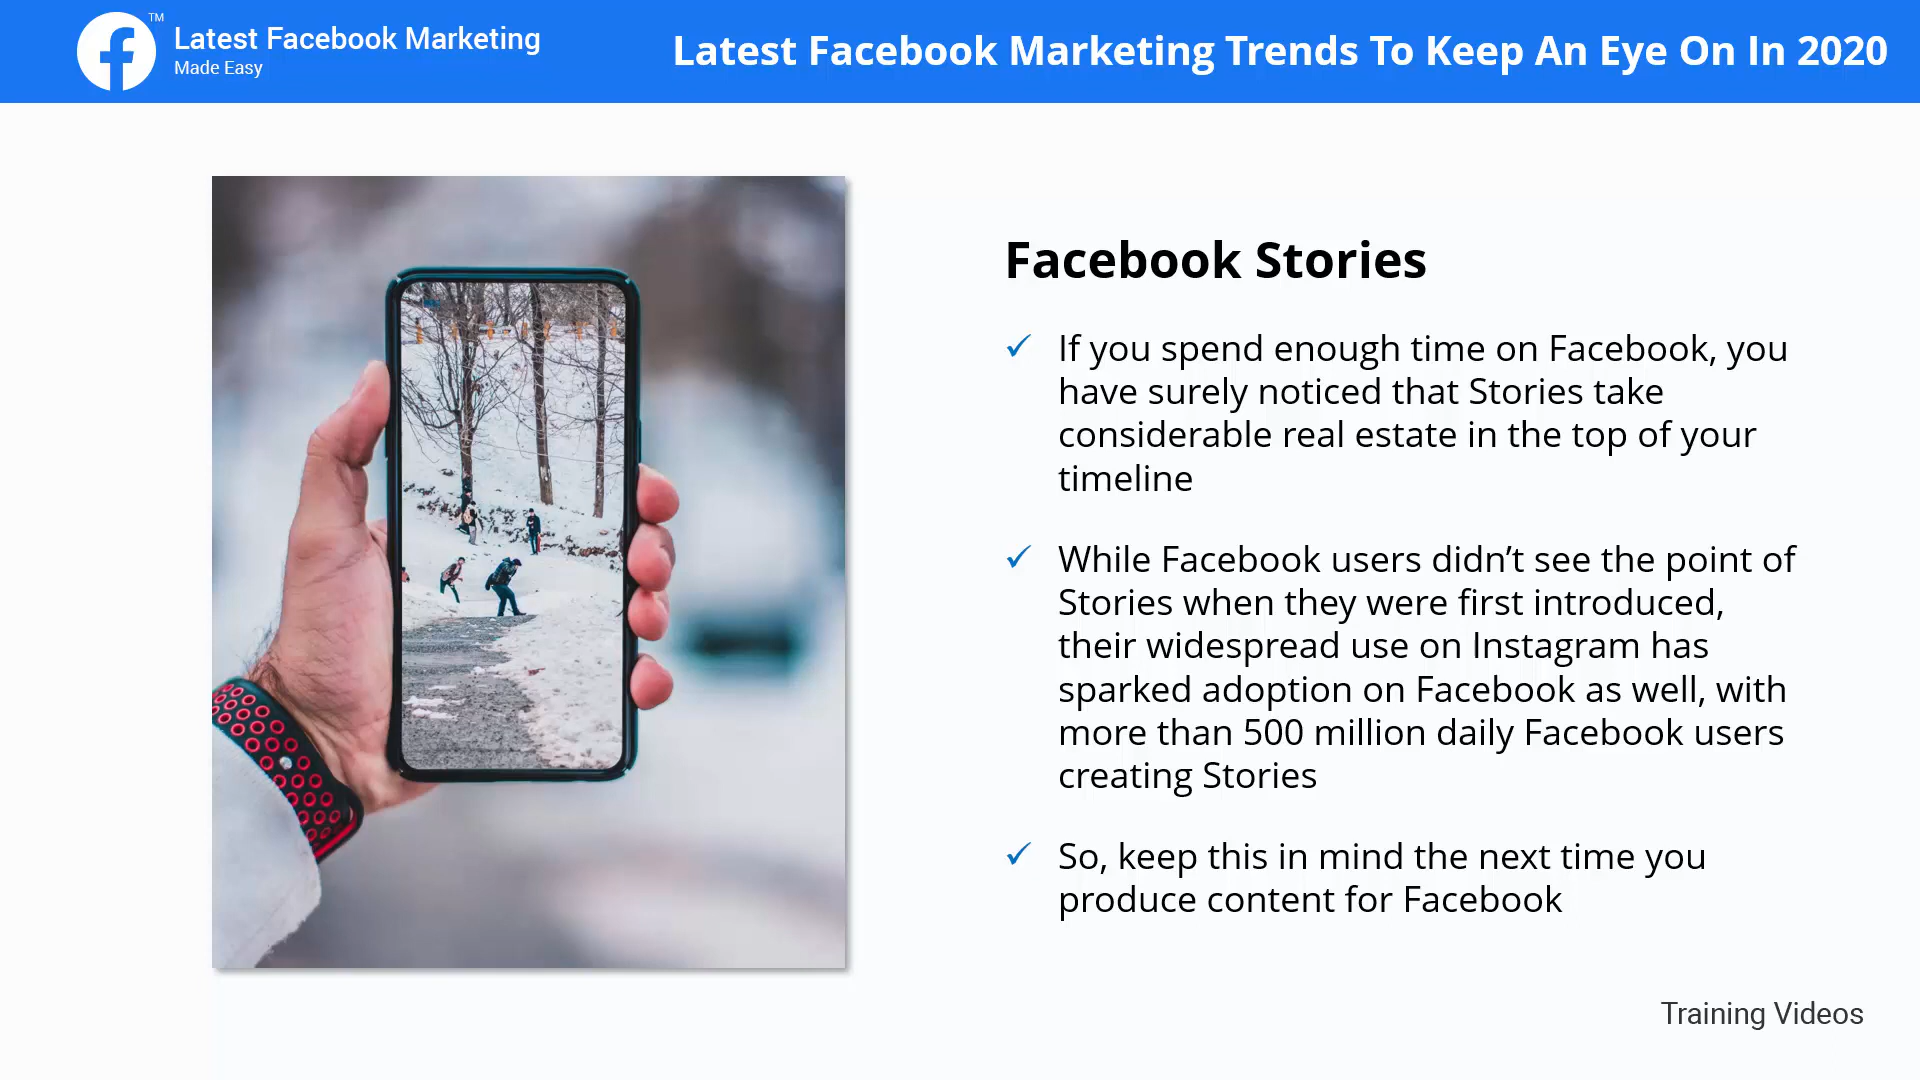 Latest Facebook Marketing
TM
Made Easy
Latest Facebook Marketing Trends To Keep An Eye On In 2020
Facebook Stories
✓ If you spend enough time on Facebook, you
have surely noticed that Stories take
considerable real estate in the top of your
timeline
✓ While Facebook users didn’t see the point of
Stories when they were first introduced,
their widespread use on Instagram has
sparked adoption on Facebook as well, with
more than 500 million daily Facebook users
creating Stories
✓ So, keep this in mind the next time you
produce content for Facebook
Training Videos